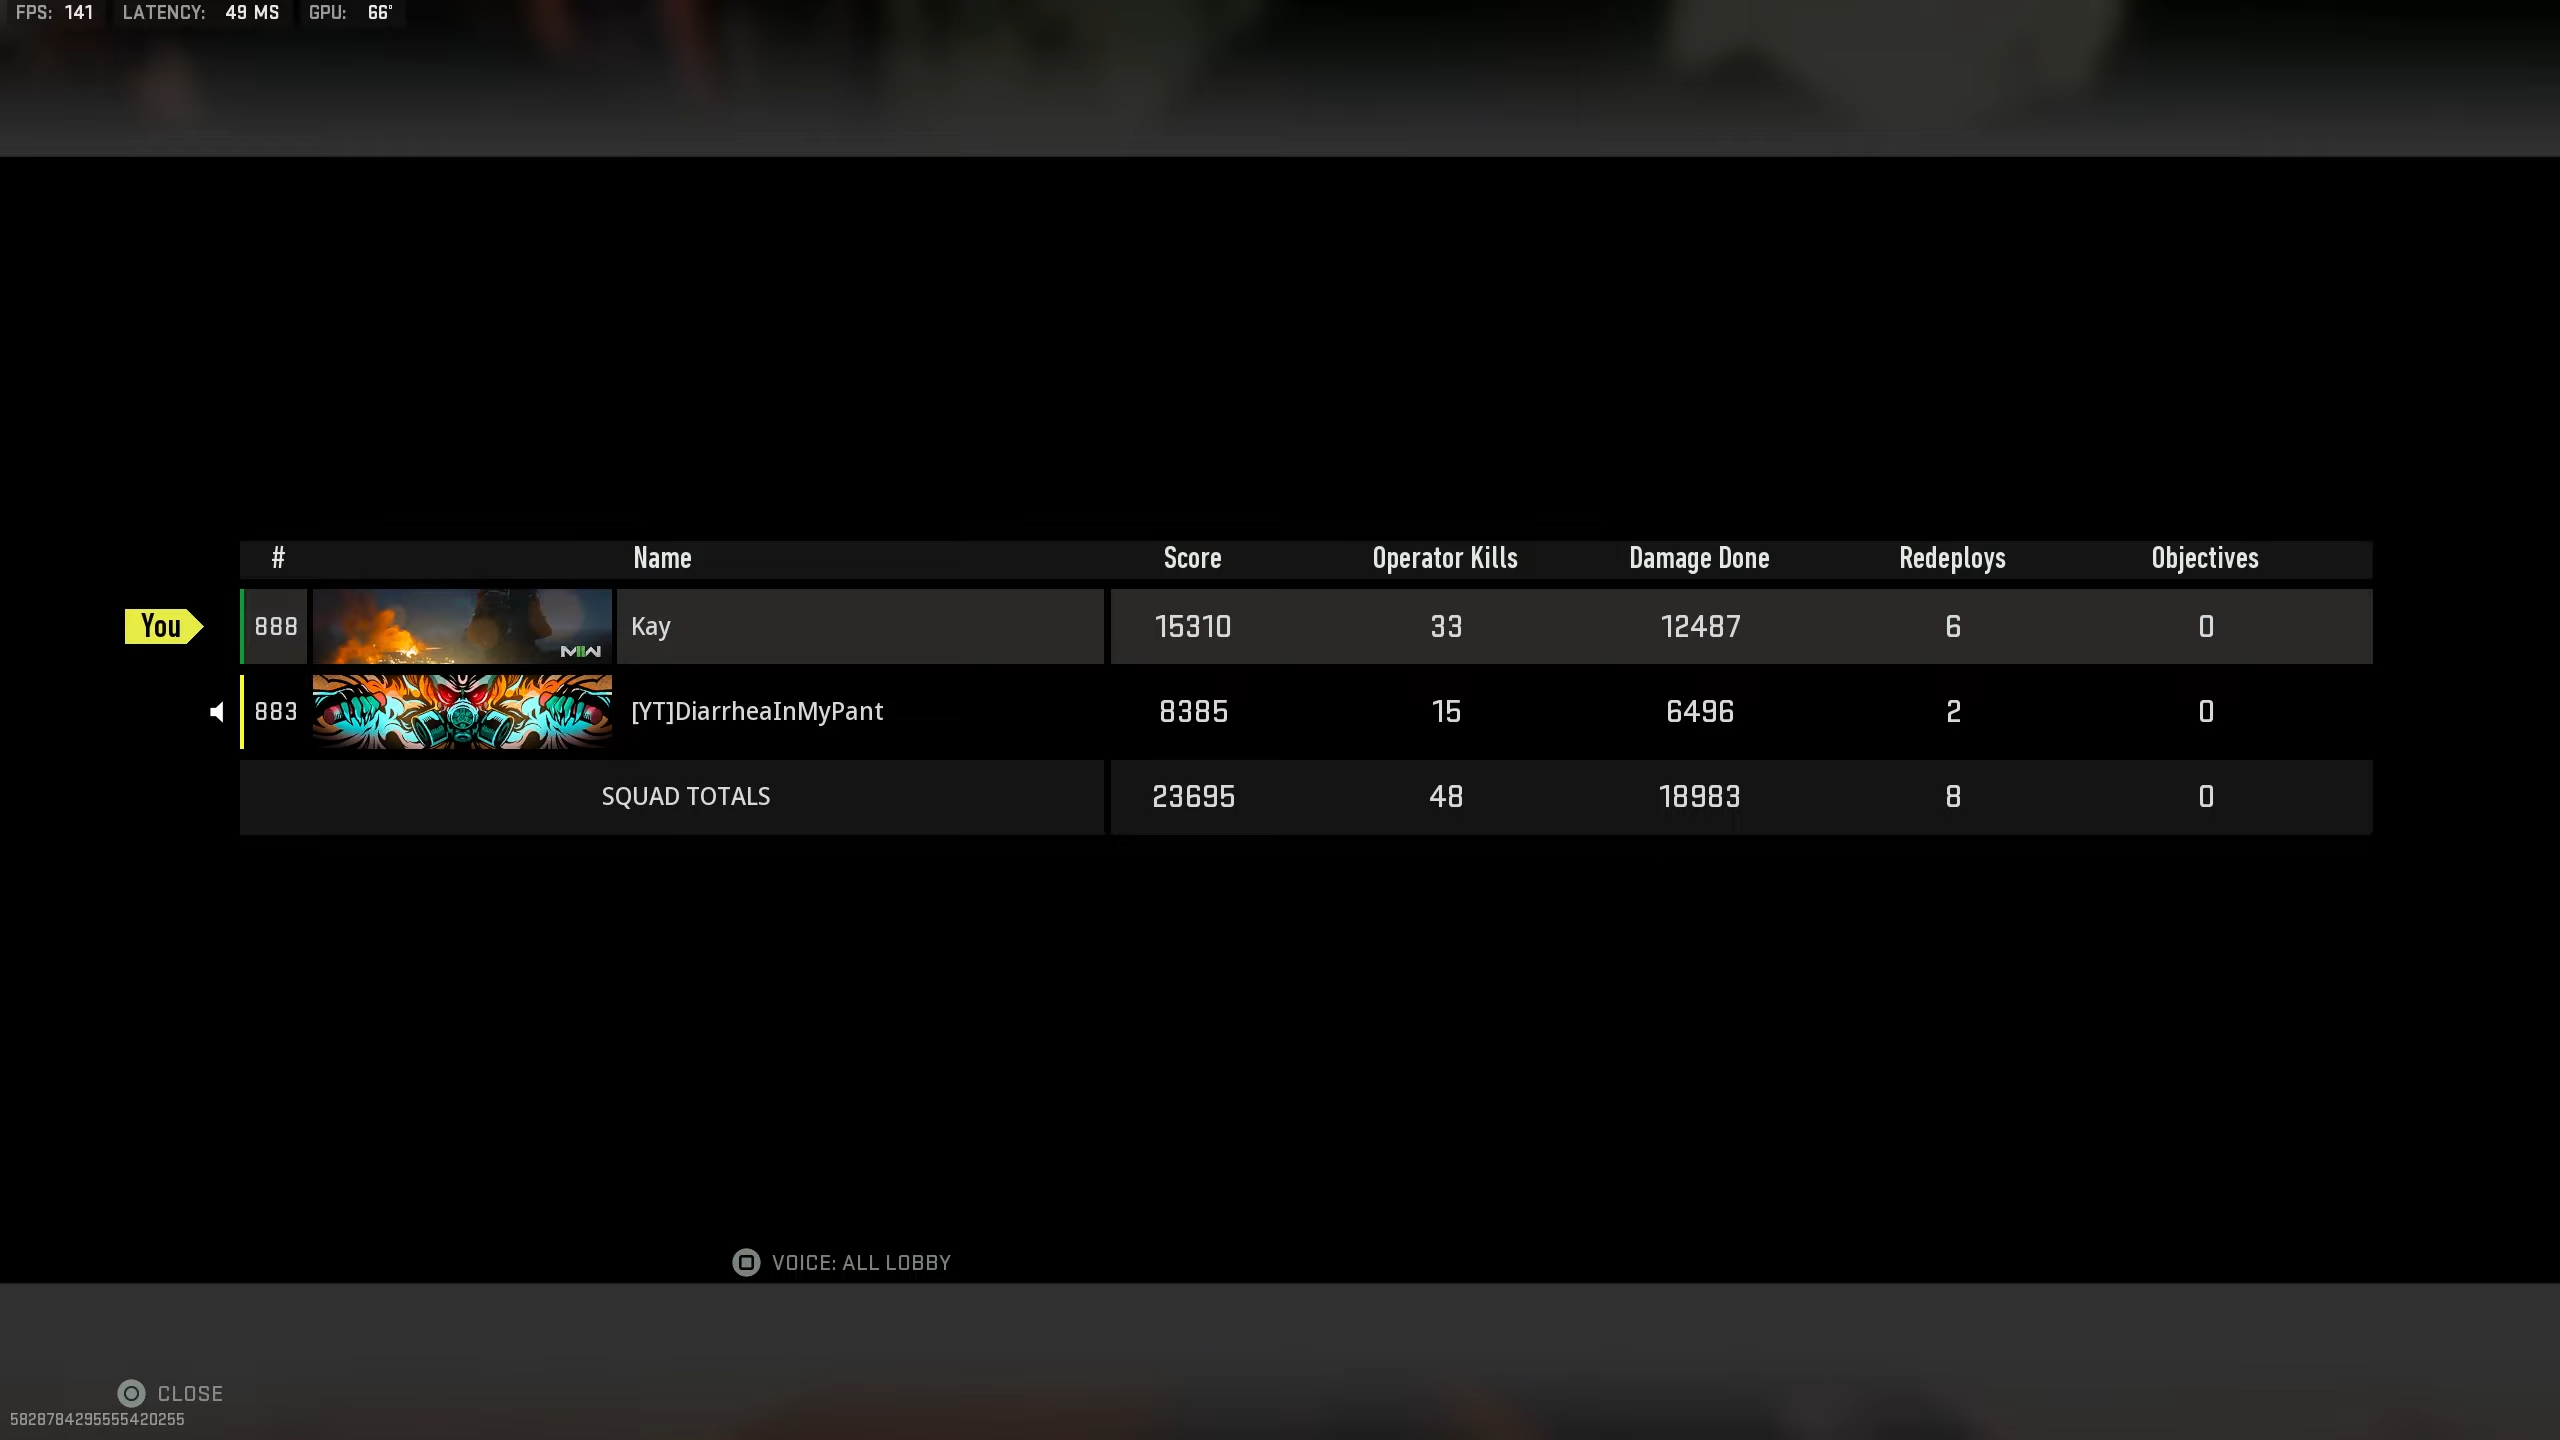 FPS: 141 LATENCY: 49 MS GPU: 66°
# Name Score Operator Kills Damage Done Redeploys Objectives
You 888 MWII Kay 15310 33 12487 6 0
883 [YT]DiarrheaInMyPant 8385 15 6496 2 0
SQUAD TOTALS 23695 48 18983 8 0
VOICE: ALL LOBBY
CLOSE
5828784295555420255